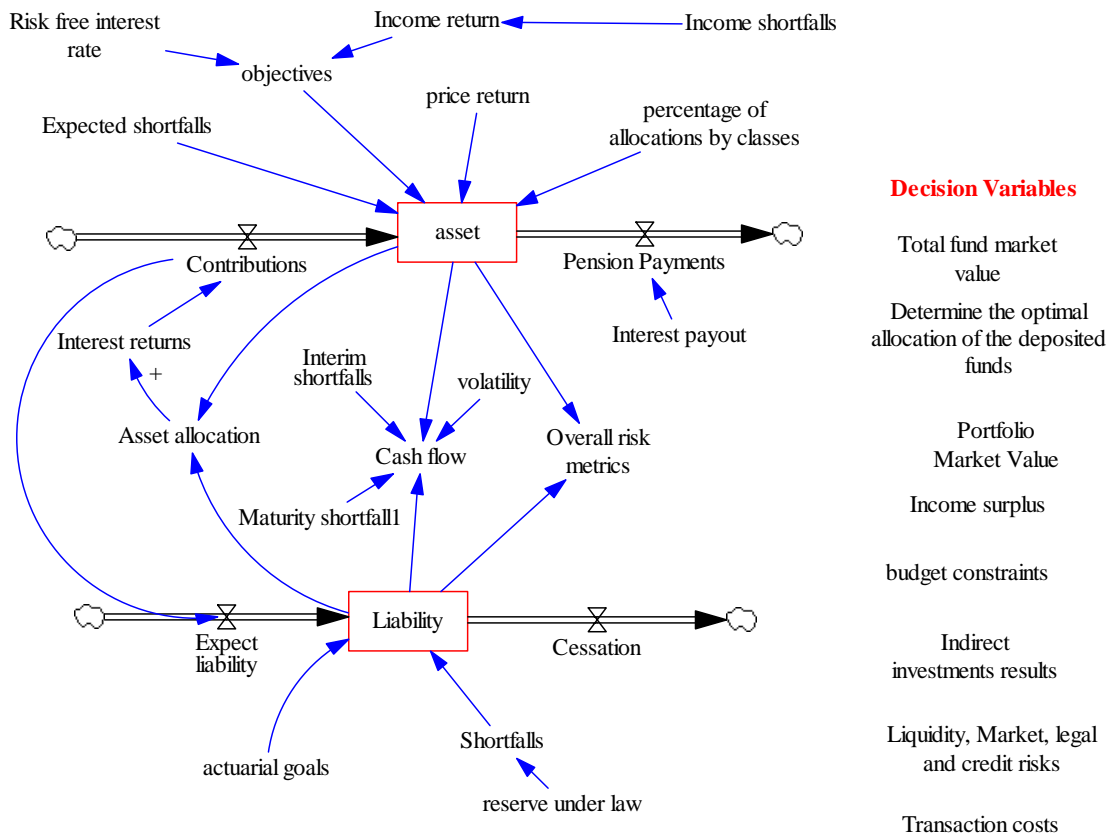 Risk free interest
rate
Income return
Income shortfalls
objectives
price return
percentage of
allocations by classes
Expected shortfalls
asset
Contributions
Pension Payments
Interest returns
+
Interest payout
Interim
shortfalls
volatility
Asset allocation
Cash flow
Overall risk
metrics
Maturity shortfall1
Expect
liability
Liability
Cessation
Shortfalls
actuarial goals
reserve under law
Decision Variables
Total fund market
value
Determine the optimal
allocation of the deposited
funds
Portfolio
Market Value
Income surplus
budget constraints
Indirect
investments results
Liquidity, Market, legal
and credit risks
Transaction costs